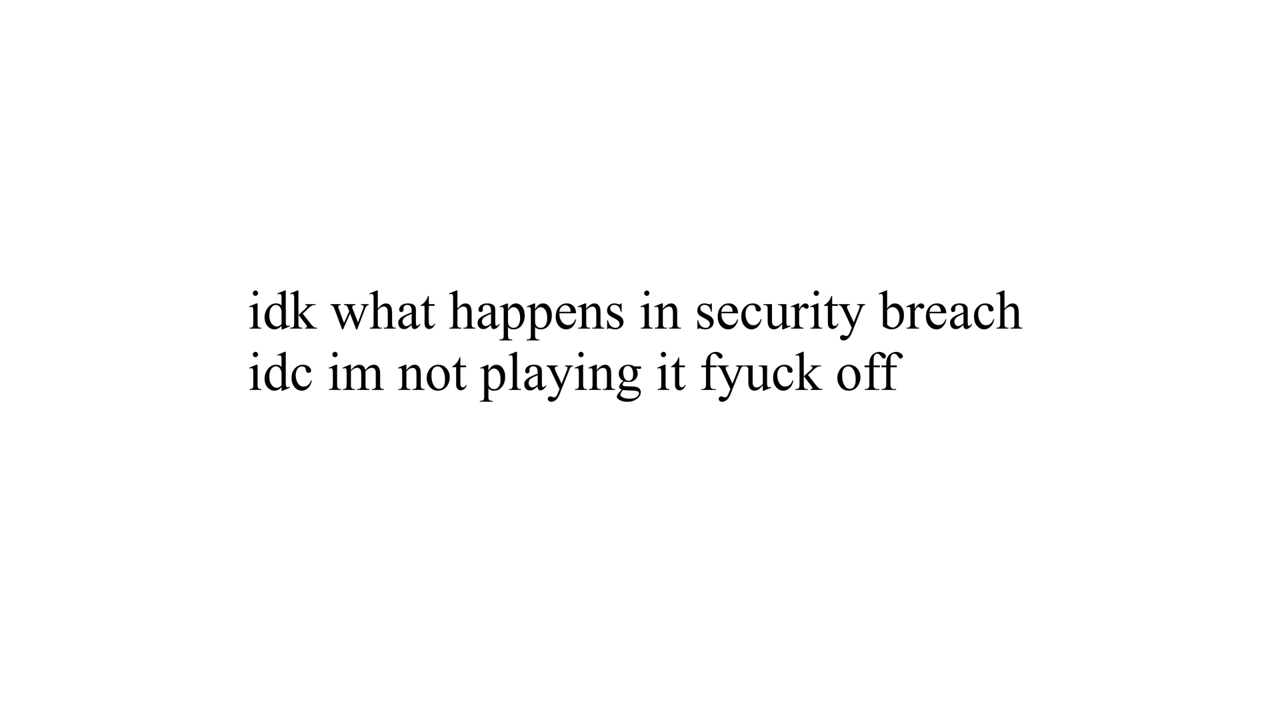 idk what happens in security breach
idc im not playing it fyuck off